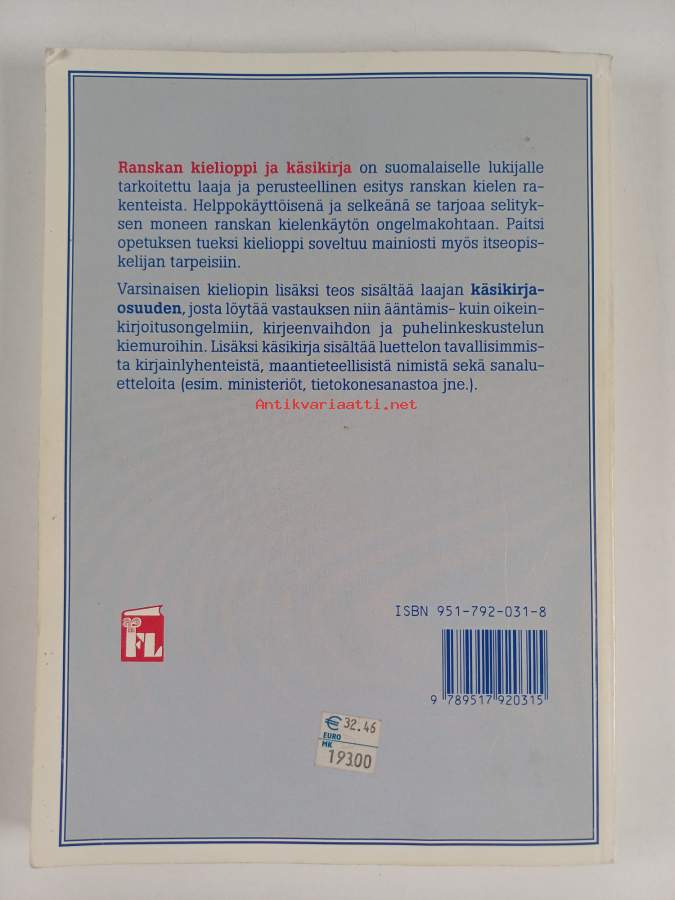 Ranskan kielioppi ja käsikirja on suomalaiselle lukijalle
tarkoitettu laaja ja perusteellinen esitys ranskan kielen ra-
kenteista. Helppokäyttöisenä ja selkeänä se tarjoaa selityk-
sen moneen ranskan kielenkäytön ongelmakohtaan. Paitsi
opetuksen tueksi kielioppi soveltuu mainiosti myös itseopis-
kelijan tarpeisiin.
Varsinaisen kieliopin lisäksi teos sisältää laajan käsikirja-
osuuden, josta löytää vastauksen niin ääntämis- kuin oikein-
kirjoitusongelmiin, kirjeenvaihdon ja puhelinkeskustelun
kiemuroihin. Lisäksi käsikirja sisältää luettelon tavallisimmis-
ta kirjainlyhenteistä, maantieteellisistä nimistä sekä sanalu-
etteloita (esim. ministeriöt, tietokonesanastoa jne.).
Antikvariaatti.net
ISBN 951-792-031-8
9 789517 920315
FL
€ 32.46
EURO
MK
193.00